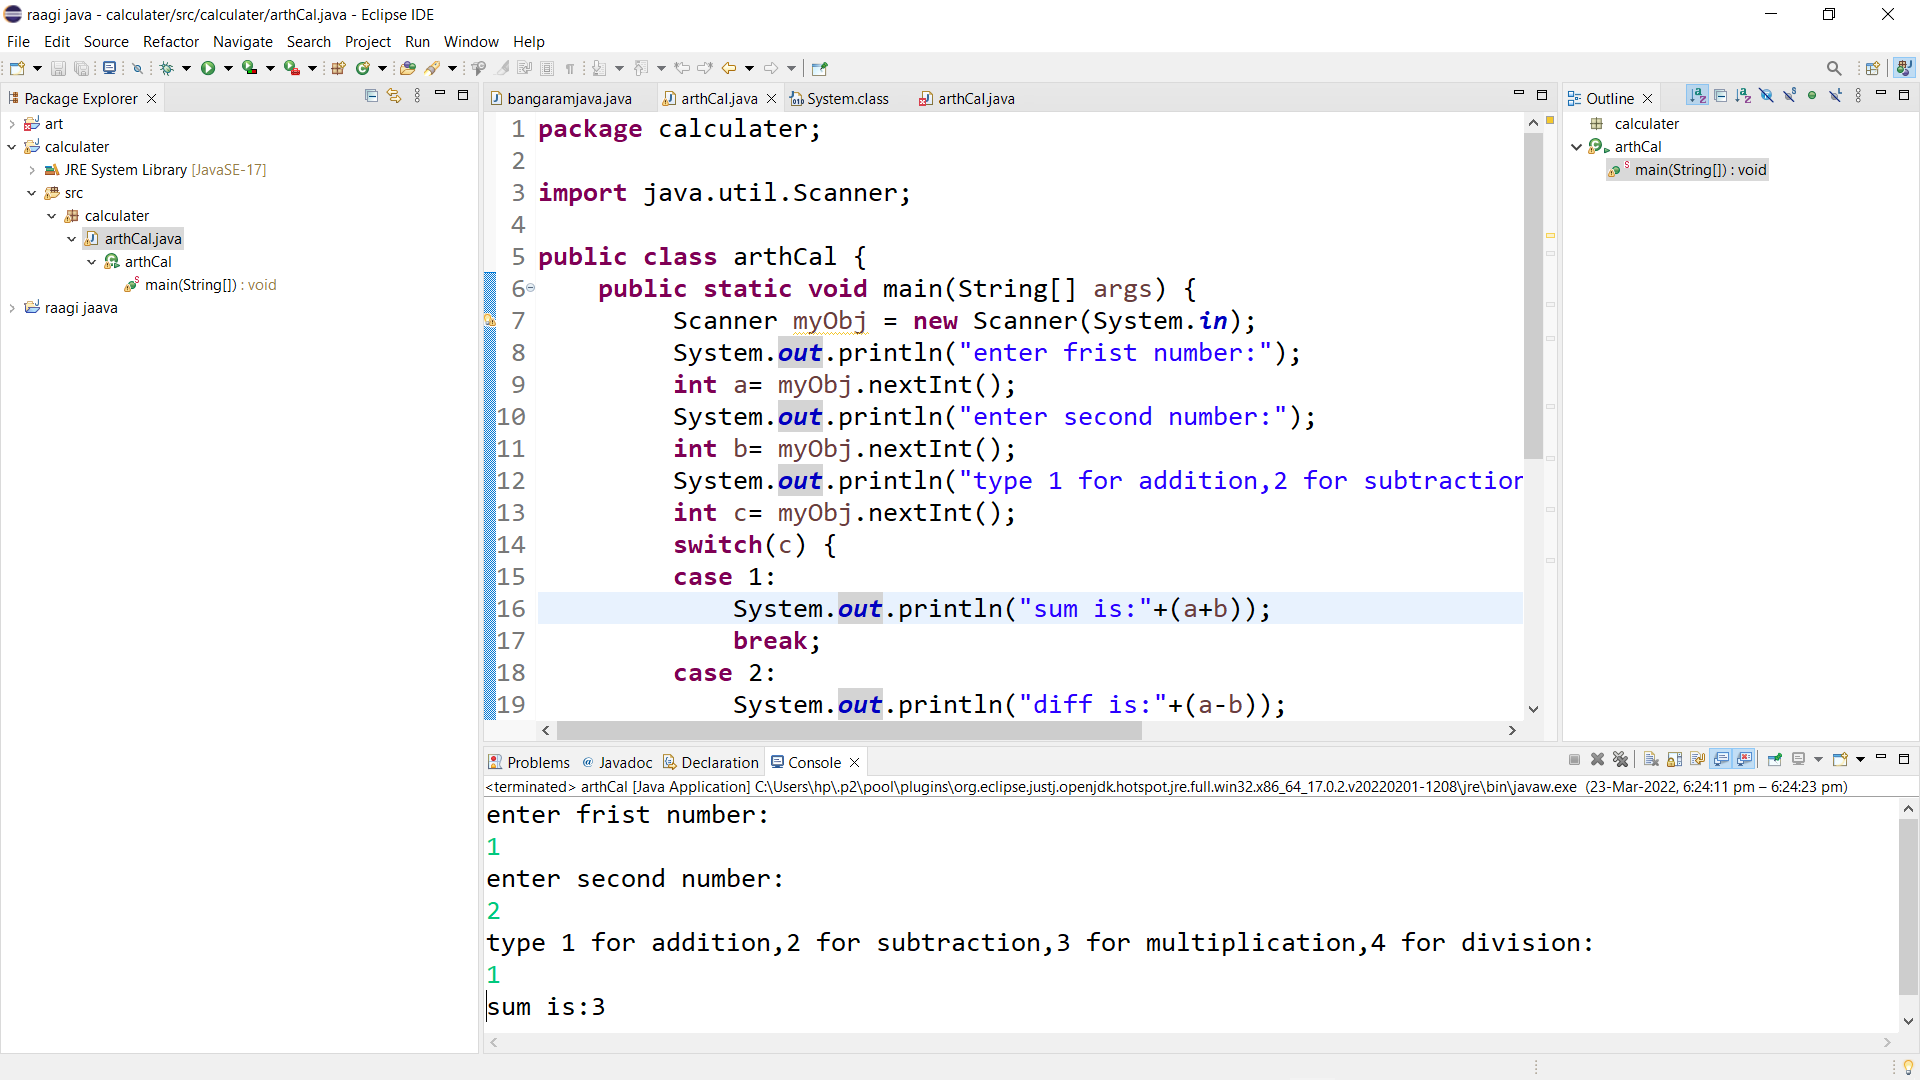 raagi java - calculater/src/calculater/arthCal.java - Eclipse IDE
File Edit Source Refactor Navigate Search Project Run Window Help
Package Explorer
art
calculater
JRE System Library [JavaSE-17]
src
calculater
arthCal.java
arthCal
main(String[]) : void
raagi jaava
bangaramjava.java arthCal.java System.class arthCal.java
1 package calculater;
2
3 import java.util.Scanner;
4
5 public class arthCal {
6 public static void main(String[] args) {
7 Scanner myObj = new Scanner(System.in);
8 System.out.println("enter frist number:");
9 int a= myObj.nextInt();
10 System.out.println("enter second number:");
11 int b= myObj.nextInt();
12 System.out.println("type 1 for addition,2 for subtraction
13 int c= myObj.nextInt();
14 switch(c) {
15 case 1:
16 System.out.println("sum is:"+(a+b));
17 break;
18 case 2:
19 System.out.println("diff is:"+(a-b));
Outline
calculater
arthCal
main(String[]) : void
Problems @ Javadoc Declaration Console
<terminated> arthCal [Java Application] C:\Users\hp\.p2\pool\plugins\org.eclipse.justj.openjdk.hotspot.jre.full.win32.x86_64_17.0.2.v20220201-1208\jre\bin\javaw.exe (23-Mar-2022, 6:24:11 pm – 6:24:23 pm)
enter frist number:
1
enter second number:
2
type 1 for addition,2 for subtraction,3 for multiplication,4 for division:
1
sum is:3